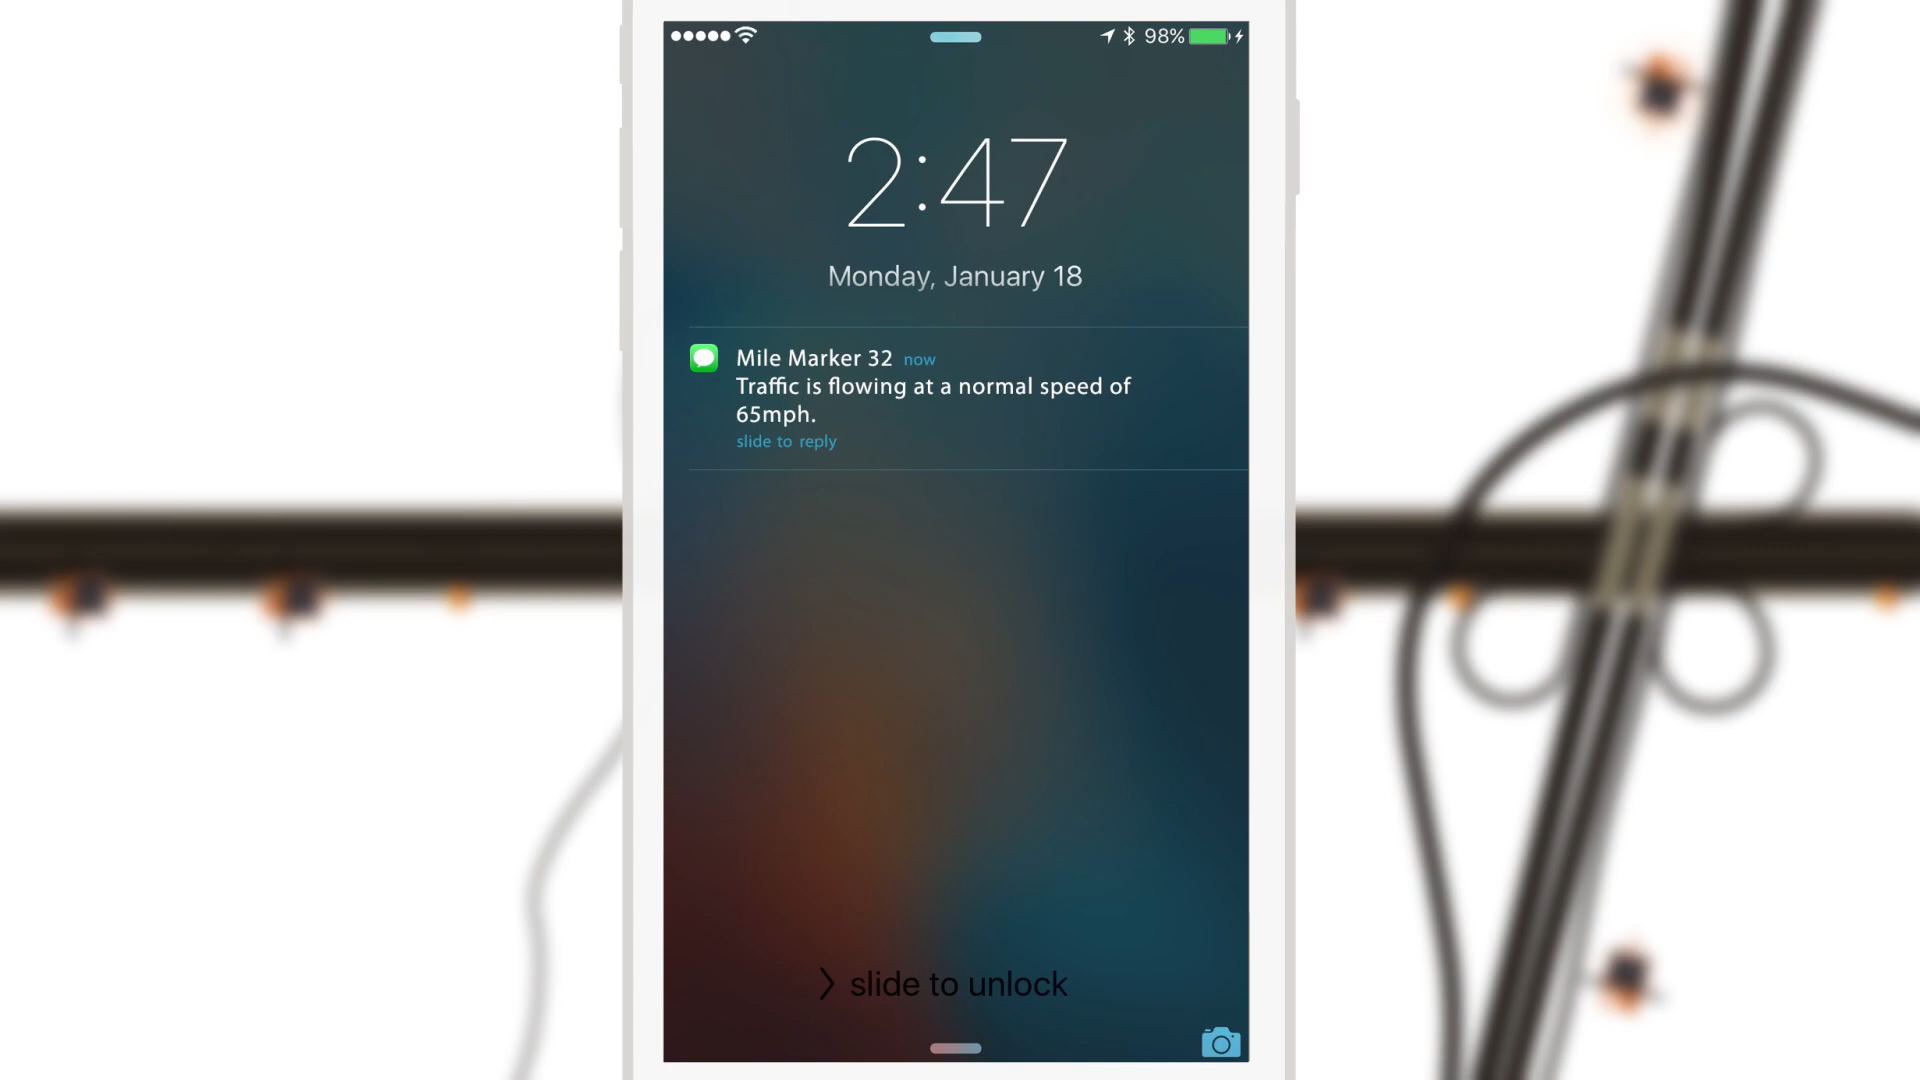 98%
2:47
Monday, January 18
Mile Marker 32 now
Traffic is flowing at a normal speed of
65mph.
slide to reply
> slide to unlock